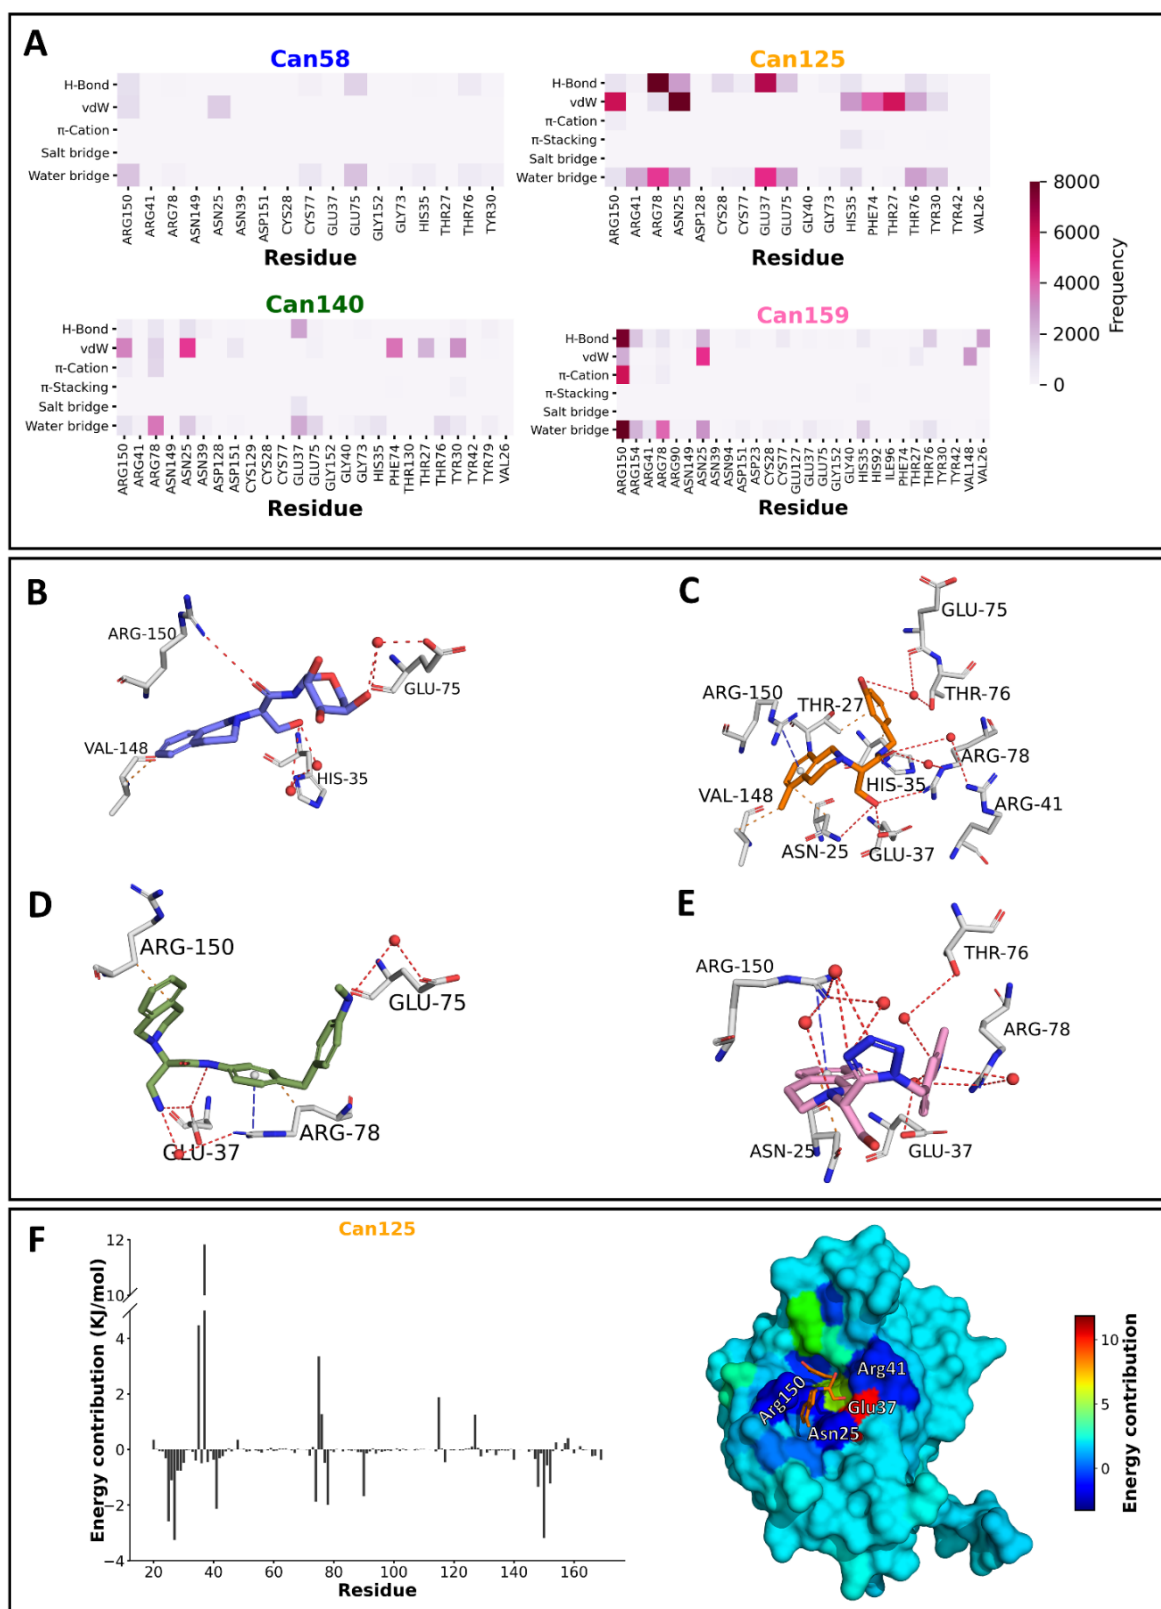 A
Can58
H-Bond
vdW
π-Cation
Salt bridge
Water bridge
ARG150 ARG41 ARG78 ASN149 ASN25 ASN39 ASP151 CYS28 CYS77 GLU37 GLU75 GLY152 GLY73 HIS35 THR27 THR76 TYR30
Residue
Can125
H-Bond
vdW
π-Cation
π-Stacking
Salt bridge
Water bridge
ARG150 ARG41 ARG78 ASN25 ASP128 CYS28 CYS77 GLU37 GLU75 GLY40 GLY73 HIS35 PHE74 THR27 THR76 TYR30 TYR42 VAL26
Residue
8000
6000
4000
2000
0
Frequency
Can140
H-Bond
vdW
π-Cation
π-Stacking
Salt bridge
Water bridge
ARG150 ARG41 ARG78 ASN149 ASN25 ASN39 ASP128 ASP151 CYS129 CYS28 CYS77 GLU37 GLU75 GLY152 GLY40 GLY73 HIS35 PHE74 THR130 THR27 THR76 TYR30 TYR42 TYR79 VAL26
Residue
Can159
H-Bond
vdW
π-Cation
π-Stacking
Salt bridge
Water bridge
ARG150 ARG154 ARG41 ARG78 ARG90 ASN149 ASN25 ASN39 ASN94 ASP151 ASP23 CYS28 CYS77 GLU127 GLU37 GLU75 GLY152 GLY40 HIS35 HIS92 ILE96 PHE74 THR27 THR76 TYR30 TYR42 VAL148 VAL26
Residue
B
ARG-150
GLU-75
VAL-148
HIS-35
C
GLU-75
ARG-150
THR-27
THR-76
ARG-78
HIS-35
VAL-148
ARG-41
ASN-25
GLU-37
D
ARG-150
GLU-75
GLU-37
ARG-78
E
ARG-150
THR-76
ARG-78
ASN-25
GLU-37
F
Can125
Energy contribution (KJ/mol)
12
10
4
2
0
−2
−4
20 40 60 80 100 120 140 160
Residue
Arg41
Arg150
Glu37
Asn25
10
5
0
Energy contribution